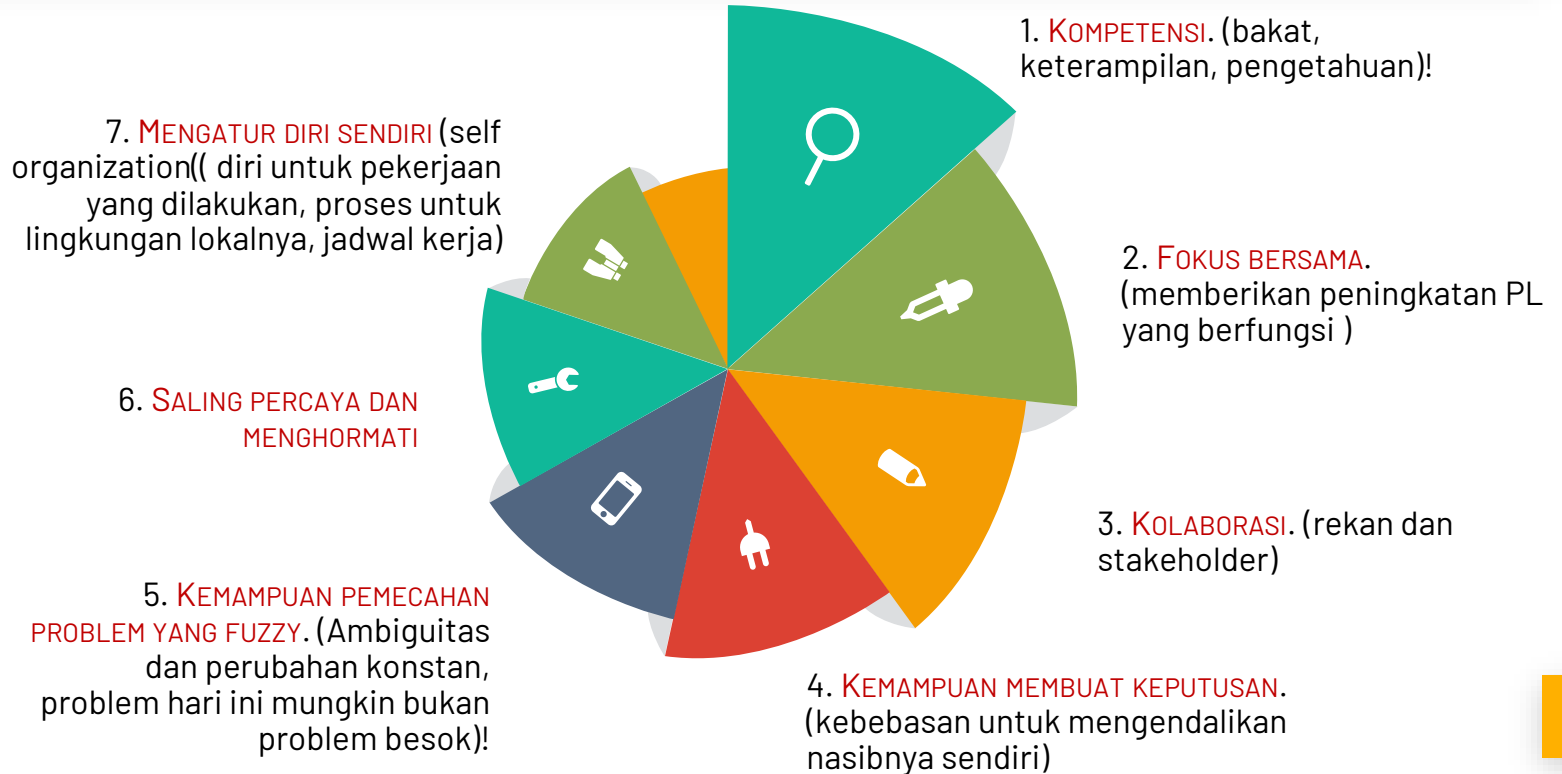 1. KOMPETENSI. (bakat,
keterampilan, pengetahuan)!
2. FOKUS BERSAMA.
(memberikan peningkatan PL
yang berfungsi )
3. KOLABORASI. (rekan dan
stakeholder)
4. KEMAMPUAN MEMBUAT KEPUTUSAN.
(kebebasan untuk mengendalikan
nasibnya sendiri)
5. KEMAMPUAN PEMECAHAN
PROBLEM YANG FUZZY. (Ambiguitas
dan perubahan konstan,
problem hari ini mungkin bukan
problem besok)!
6. SALING PERCAYA DAN
MENGHORMATI
7. MENGATUR DIRI SENDIRI (self
organization(( diri untuk pekerjaan
yang dilakukan, proses untuk
lingkungan lokalnya, jadwal kerja)